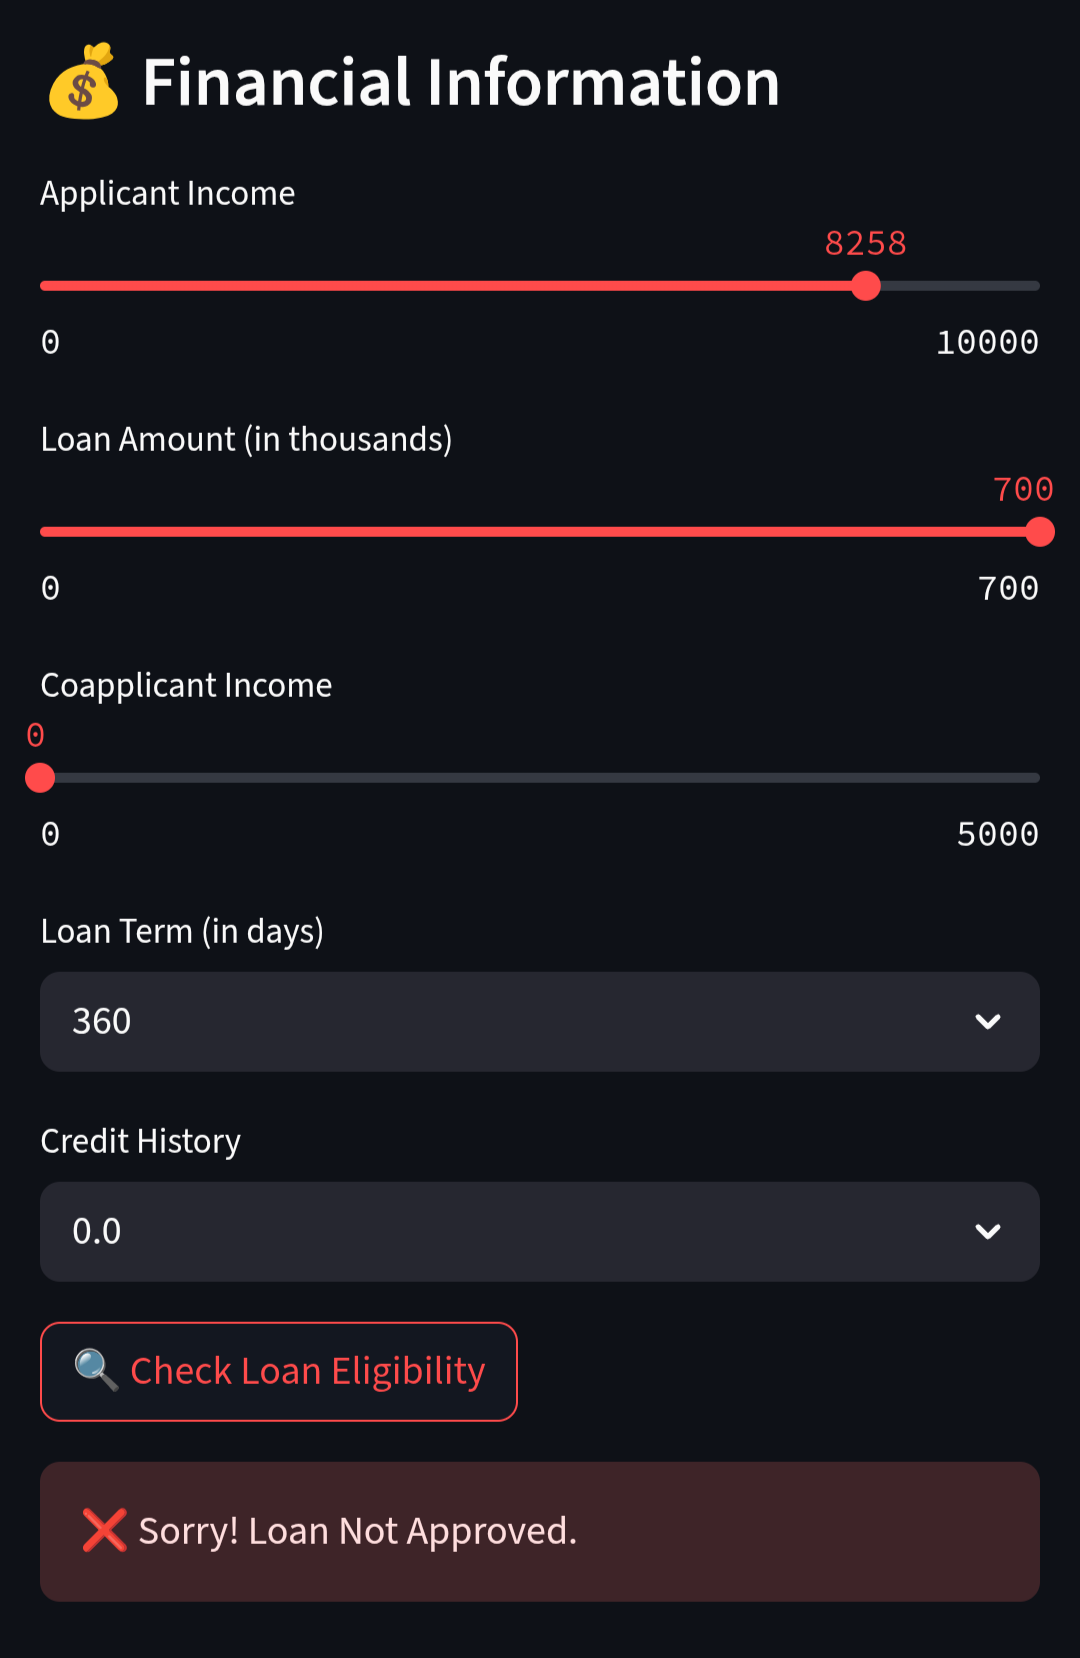 💰 Financial Information
Applicant Income
8258
0 10000
Loan Amount (in thousands)
700
0 700
Coapplicant Income
0
0 5000
Loan Term (in days)
360
Credit History
0.0
🔍 Check Loan Eligibility
❌ Sorry! Loan Not Approved.